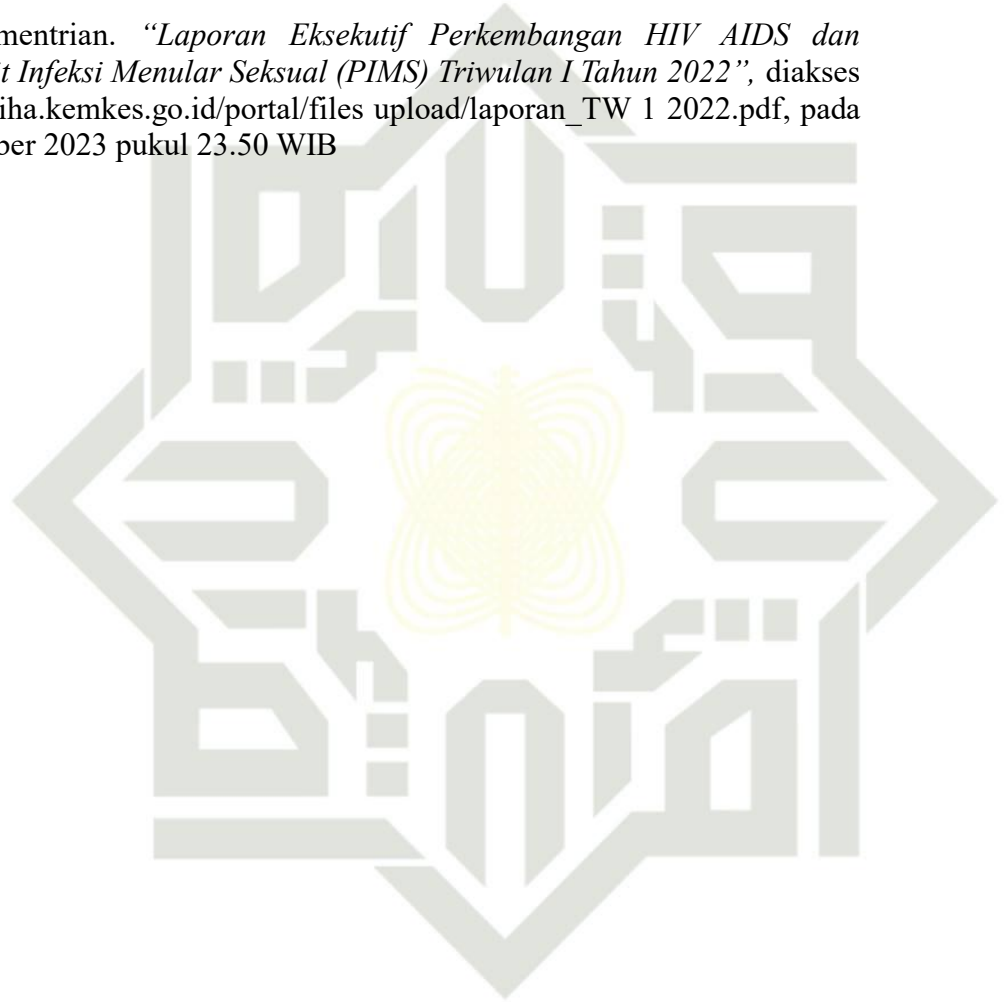 mentrian. “Laporan Eksekutif Perkembangan HIV AIDS dan
t Infeksi Menular Seksual (PIMS) Triwulan I Tahun 2022”, diakses
iha.kemkes.go.id/portal/files upload/laporan_TW 1 2022.pdf, pada
ber 2023 pukul 23.50 WIB